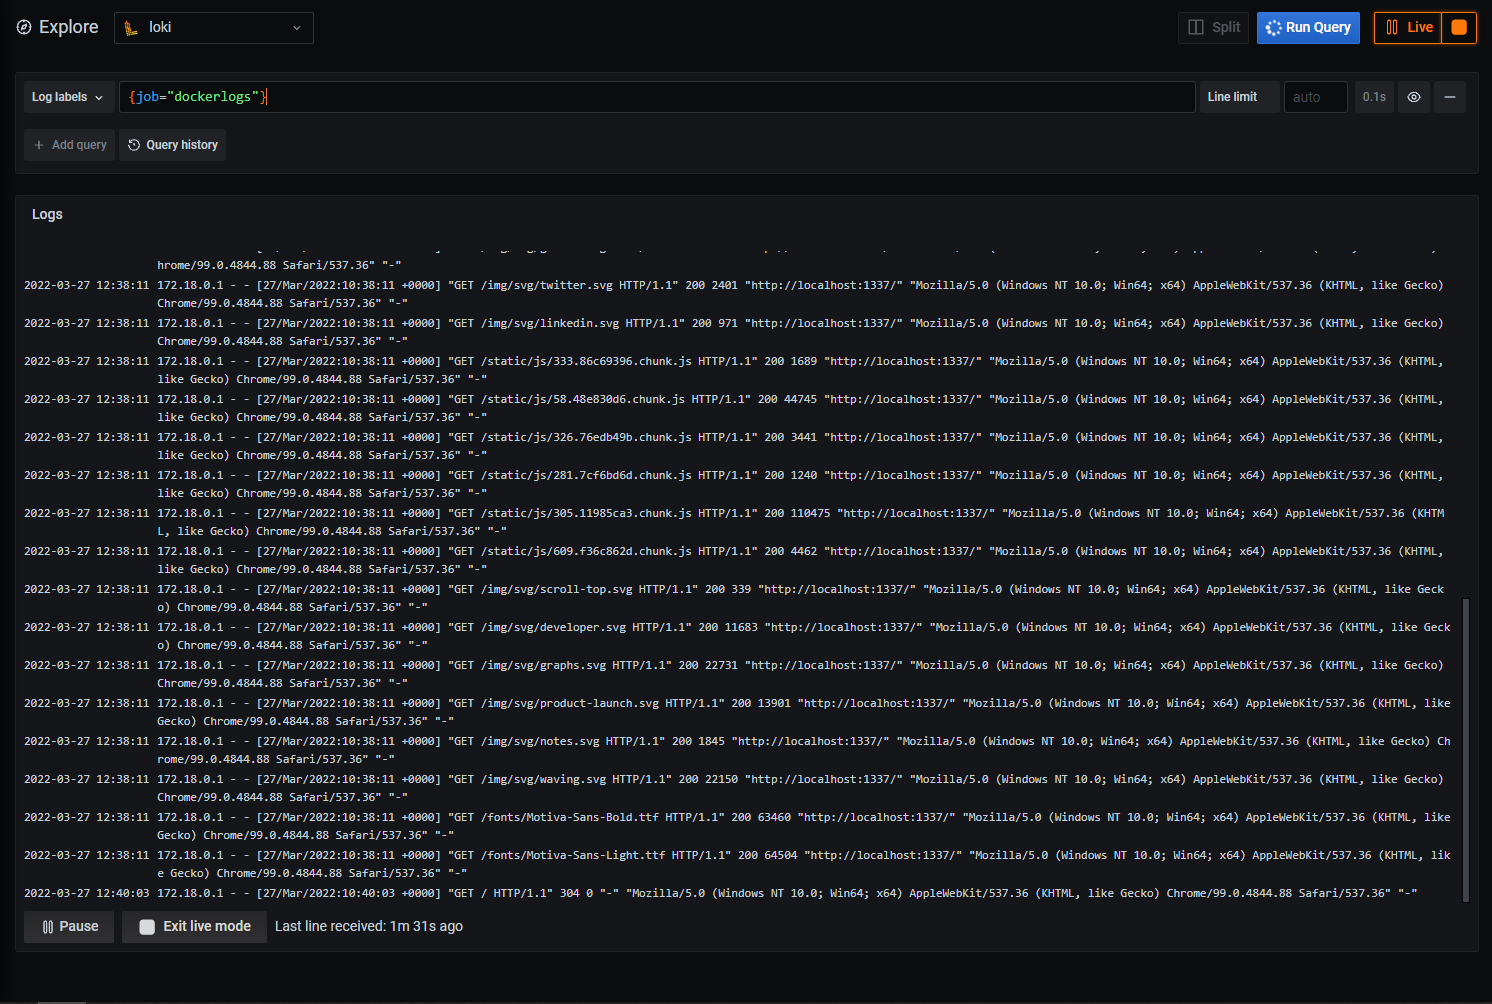 Explore
loki
Split
Run Query
Live
Log labels
{job="dockerlogs"}
Line limit
auto
0.1s
+ Add query
Query history
Logs
hrome/99.0.4844.88 Safari/537.36" "-"
2022-03-27 12:38:11 172.18.0.1 - - [27/Mar/2022:10:38:11 +0000] "GET /img/svg/twitter.svg HTTP/1.1" 200 2401 "http://localhost:1337/" "Mozilla/5.0 (Windows NT 10.0; Win64; x64) AppleWebKit/537.36 (KHTML, like Gecko)
Chrome/99.0.4844.88 Safari/537.36" "-"
2022-03-27 12:38:11 172.18.0.1 - - [27/Mar/2022:10:38:11 +0000] "GET /img/svg/linkedin.svg HTTP/1.1" 200 971 "http://localhost:1337/" "Mozilla/5.0 (Windows NT 10.0; Win64; x64) AppleWebKit/537.36 (KHTML, like Gecko)
Chrome/99.0.4844.88 Safari/537.36" "-"
2022-03-27 12:38:11 172.18.0.1 - - [27/Mar/2022:10:38:11 +0000] "GET /static/js/333.86c69396.chunk.js HTTP/1.1" 200 1689 "http://localhost:1337/" "Mozilla/5.0 (Windows NT 10.0; Win64; x64) AppleWebKit/537.36 (KHTML,
like Gecko) Chrome/99.0.4844.88 Safari/537.36" "-"
2022-03-27 12:38:11 172.18.0.1 - - [27/Mar/2022:10:38:11 +0000] "GET /static/js/58.48e830d6.chunk.js HTTP/1.1" 200 44745 "http://localhost:1337/" "Mozilla/5.0 (Windows NT 10.0; Win64; x64) AppleWebKit/537.36 (KHTML,
like Gecko) Chrome/99.0.4844.88 Safari/537.36" "-"
2022-03-27 12:38:11 172.18.0.1 - - [27/Mar/2022:10:38:11 +0000] "GET /static/js/326.76edb49b.chunk.js HTTP/1.1" 200 3441 "http://localhost:1337/" "Mozilla/5.0 (Windows NT 10.0; Win64; x64) AppleWebKit/537.36 (KHTML,
like Gecko) Chrome/99.0.4844.88 Safari/537.36" "-"
2022-03-27 12:38:11 172.18.0.1 - - [27/Mar/2022:10:38:11 +0000] "GET /static/js/281.7cf6bd6d.chunk.js HTTP/1.1" 200 1240 "http://localhost:1337/" "Mozilla/5.0 (Windows NT 10.0; Win64; x64) AppleWebKit/537.36 (KHTML,
like Gecko) Chrome/99.0.4844.88 Safari/537.36" "-"
2022-03-27 12:38:11 172.18.0.1 - - [27/Mar/2022:10:38:11 +0000] "GET /static/js/305.11985ca3.chunk.js HTTP/1.1" 200 110475 "http://localhost:1337/" "Mozilla/5.0 (Windows NT 10.0; Win64; x64) AppleWebKit/537.36 (KHTM
L, like Gecko) Chrome/99.0.4844.88 Safari/537.36" "-"
2022-03-27 12:38:11 172.18.0.1 - - [27/Mar/2022:10:38:11 +0000] "GET /static/js/609.f36c862d.chunk.js HTTP/1.1" 200 4462 "http://localhost:1337/" "Mozilla/5.0 (Windows NT 10.0; Win64; x64) AppleWebKit/537.36 (KHTML,
like Gecko) Chrome/99.0.4844.88 Safari/537.36" "-"
2022-03-27 12:38:11 172.18.0.1 - - [27/Mar/2022:10:38:11 +0000] "GET /img/svg/scroll-top.svg HTTP/1.1" 200 339 "http://localhost:1337/" "Mozilla/5.0 (Windows NT 10.0; Win64; x64) AppleWebKit/537.36 (KHTML, like Geck
o) Chrome/99.0.4844.88 Safari/537.36" "-"
2022-03-27 12:38:11 172.18.0.1 - - [27/Mar/2022:10:38:11 +0000] "GET /img/svg/developer.svg HTTP/1.1" 200 11683 "http://localhost:1337/" "Mozilla/5.0 (Windows NT 10.0; Win64; x64) AppleWebKit/537.36 (KHTML, like Geck
o) Chrome/99.0.4844.88 Safari/537.36" "-"
2022-03-27 12:38:11 172.18.0.1 - - [27/Mar/2022:10:38:11 +0000] "GET /img/svg/graphs.svg HTTP/1.1" 200 22731 "http://localhost:1337/" "Mozilla/5.0 (Windows NT 10.0; Win64; x64) AppleWebKit/537.36 (KHTML, like Gecko)
Chrome/99.0.4844.88 Safari/537.36" "-"
2022-03-27 12:38:11 172.18.0.1 - - [27/Mar/2022:10:38:11 +0000] "GET /img/svg/product-launch.svg HTTP/1.1" 200 13901 "http://localhost:1337/" "Mozilla/5.0 (Windows NT 10.0; Win64; x64) AppleWebKit/537.36 (KHTML, like
Gecko) Chrome/99.0.4844.88 Safari/537.36" "-"
2022-03-27 12:38:11 172.18.0.1 - - [27/Mar/2022:10:38:11 +0000] "GET /img/svg/notes.svg HTTP/1.1" 200 1845 "http://localhost:1337/" "Mozilla/5.0 (Windows NT 10.0; Win64; x64) AppleWebKit/537.36 (KHTML, like Gecko) Ch
rome/99.0.4844.88 Safari/537.36" "-"
2022-03-27 12:38:11 172.18.0.1 - - [27/Mar/2022:10:38:11 +0000] "GET /img/svg/waving.svg HTTP/1.1" 200 22150 "http://localhost:1337/" "Mozilla/5.0 (Windows NT 10.0; Win64; x64) AppleWebKit/537.36 (KHTML, like Gecko)
Chrome/99.0.4844.88 Safari/537.36" "-"
2022-03-27 12:38:11 172.18.0.1 - - [27/Mar/2022:10:38:11 +0000] "GET /fonts/Motiva-Sans-Bold.ttf HTTP/1.1" 200 63460 "http://localhost:1337/" "Mozilla/5.0 (Windows NT 10.0; Win64; x64) AppleWebKit/537.36 (KHTML, like
Gecko) Chrome/99.0.4844.88 Safari/537.36" "-"
2022-03-27 12:38:11 172.18.0.1 - - [27/Mar/2022:10:38:11 +0000] "GET /fonts/Motiva-Sans-Light.ttf HTTP/1.1" 200 64504 "http://localhost:1337/" "Mozilla/5.0 (Windows NT 10.0; Win64; x64) AppleWebKit/537.36 (KHTML, lik
e Gecko) Chrome/99.0.4844.88 Safari/537.36" "-"
2022-03-27 12:40:03 172.18.0.1 - - [27/Mar/2022:10:40:03 +0000] "GET / HTTP/1.1" 304 0 "-" "Mozilla/5.0 (Windows NT 10.0; Win64; x64) AppleWebKit/537.36 (KHTML, like Gecko) Chrome/99.0.4844.88 Safari/537.36" "-"
Pause
Exit live mode
Last line received: 1m 31s ago